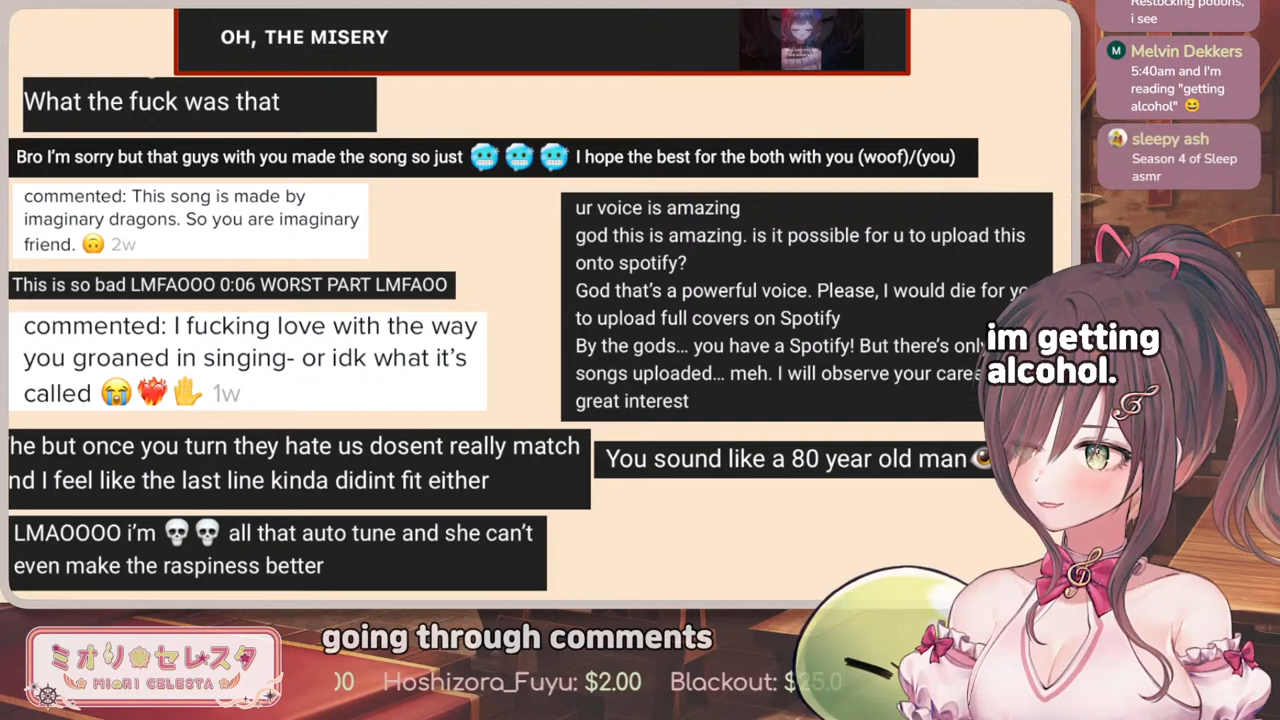 OH, THE MISERY
What the fuck was that
Bro I'm sorry but that guys with you made the song so just 🥶🥶🥶 I hope the best for the both with you (woof)/(you)
commented: This song is made by
imaginary dragons. So you are imaginary
friend. 🙃 2w
This is so bad LMFAOOO 0:06 WORST PART LMFAOO
commented: I fucking love with the way
you groaned in singing- or idk what it's
called 😭❤️‍🔥✋ 1w
he but once you turn they hate us dosent really match
nd I feel like the last line kinda didint fit either
LMAOOOO i'm 💀💀 all that auto tune and she can't
even make the raspiness better
ur voice is amazing
god this is amazing. is it possible for u to upload this
onto spotify?
God that's a powerful voice. Please, I would die for
to upload full covers on Spotify
By the gods... you have a Spotify! But there's
songs uploaded... meh. I will observe your
great interest
You sound like a 80 year old man👁
im getting
alcohol.
Restocking potions,
i see
M Melvin Dekkers
5:40am and I'm
reading "getting
alcohol" 😆
sleepy ash
Season 4 of Sleep
asmr
going through comments
ミオリ セレスタ
MIORI CELESTA
00 Hoshizora_Fuyu: $2.00 Blackout: $25.0